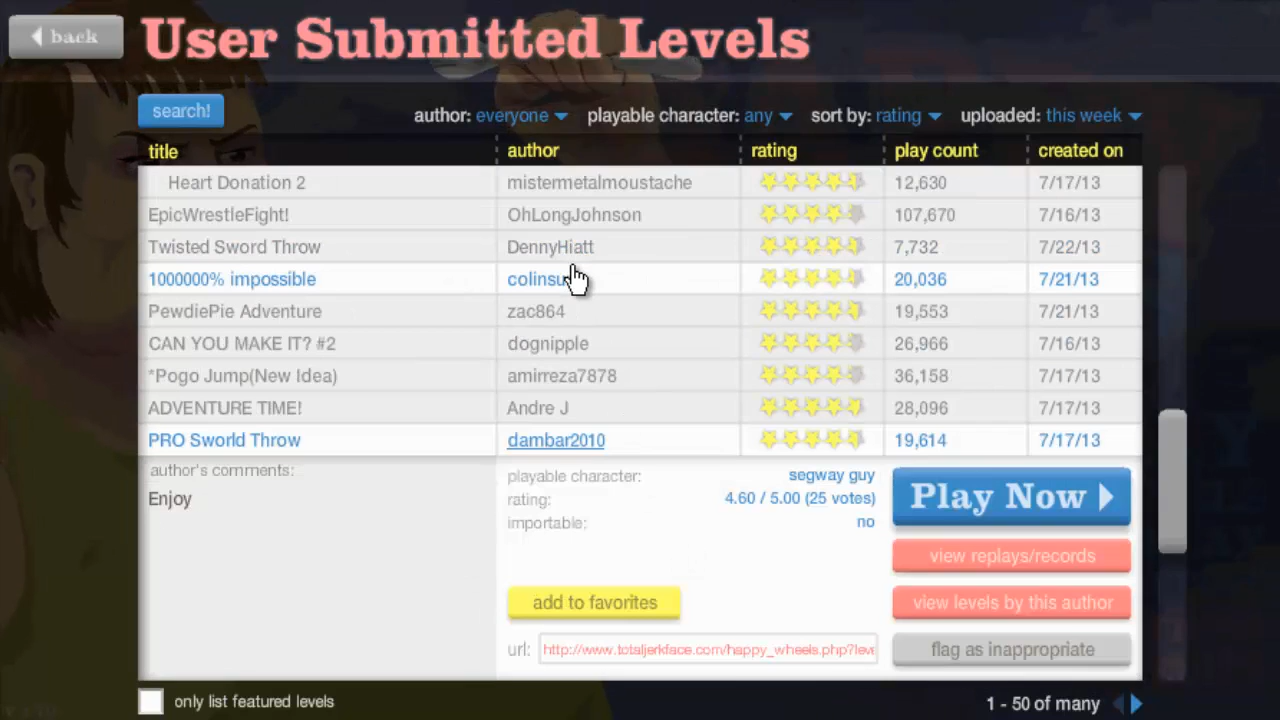 back
User Submitted Levels
search!
author: everyone playable character: any sort by: rating uploaded: this week
title author rating play count created on
Heart Donation 2 mistermetalmoustache 12,630 7/17/13
EpicWrestleFight! OhLongJohnson 107,670 7/16/13
Twisted Sword Throw DennyHiatt 7,732 7/22/13
1000000% impossible 20,036 7/21/13
PewdiePie Adventure zac864 19,553 7/21/13
CAN YOU MAKE IT? #2 dognipple 26,966 7/16/13
*Pogo Jump(New Idea) amirreza7878 36,158 7/17/13
ADVENTURE TIME! Andre J 28,096 7/17/13
PRO Sworld Throw dambar2010 19,614 7/17/13
author's comments:
Enjoy
playable character: segway guy
rating: 4.60 / 5.00 (25 votes)
importable: no
add to favorites
url: http://www.totaljerkface.com/happy_wheels.php?leve
Play Now
view replays/records
view levels by this author
flag as inappropriate
only list featured levels
1 - 50 of many